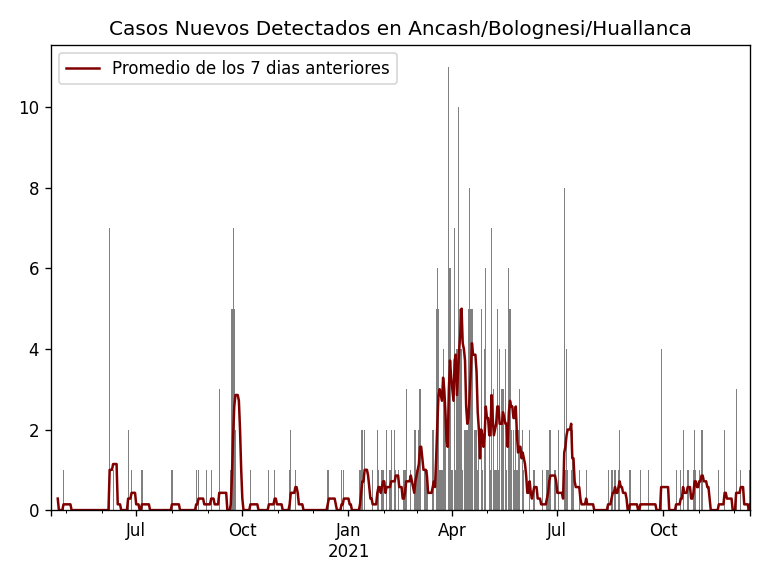 Casos Nuevos Detectados en Ancash/Bolognesi/Huallanca
Promedio de los 7 dias anteriores
10
8
6
4
2
0
Jul Oct Jan Apr Jul Oct
2021